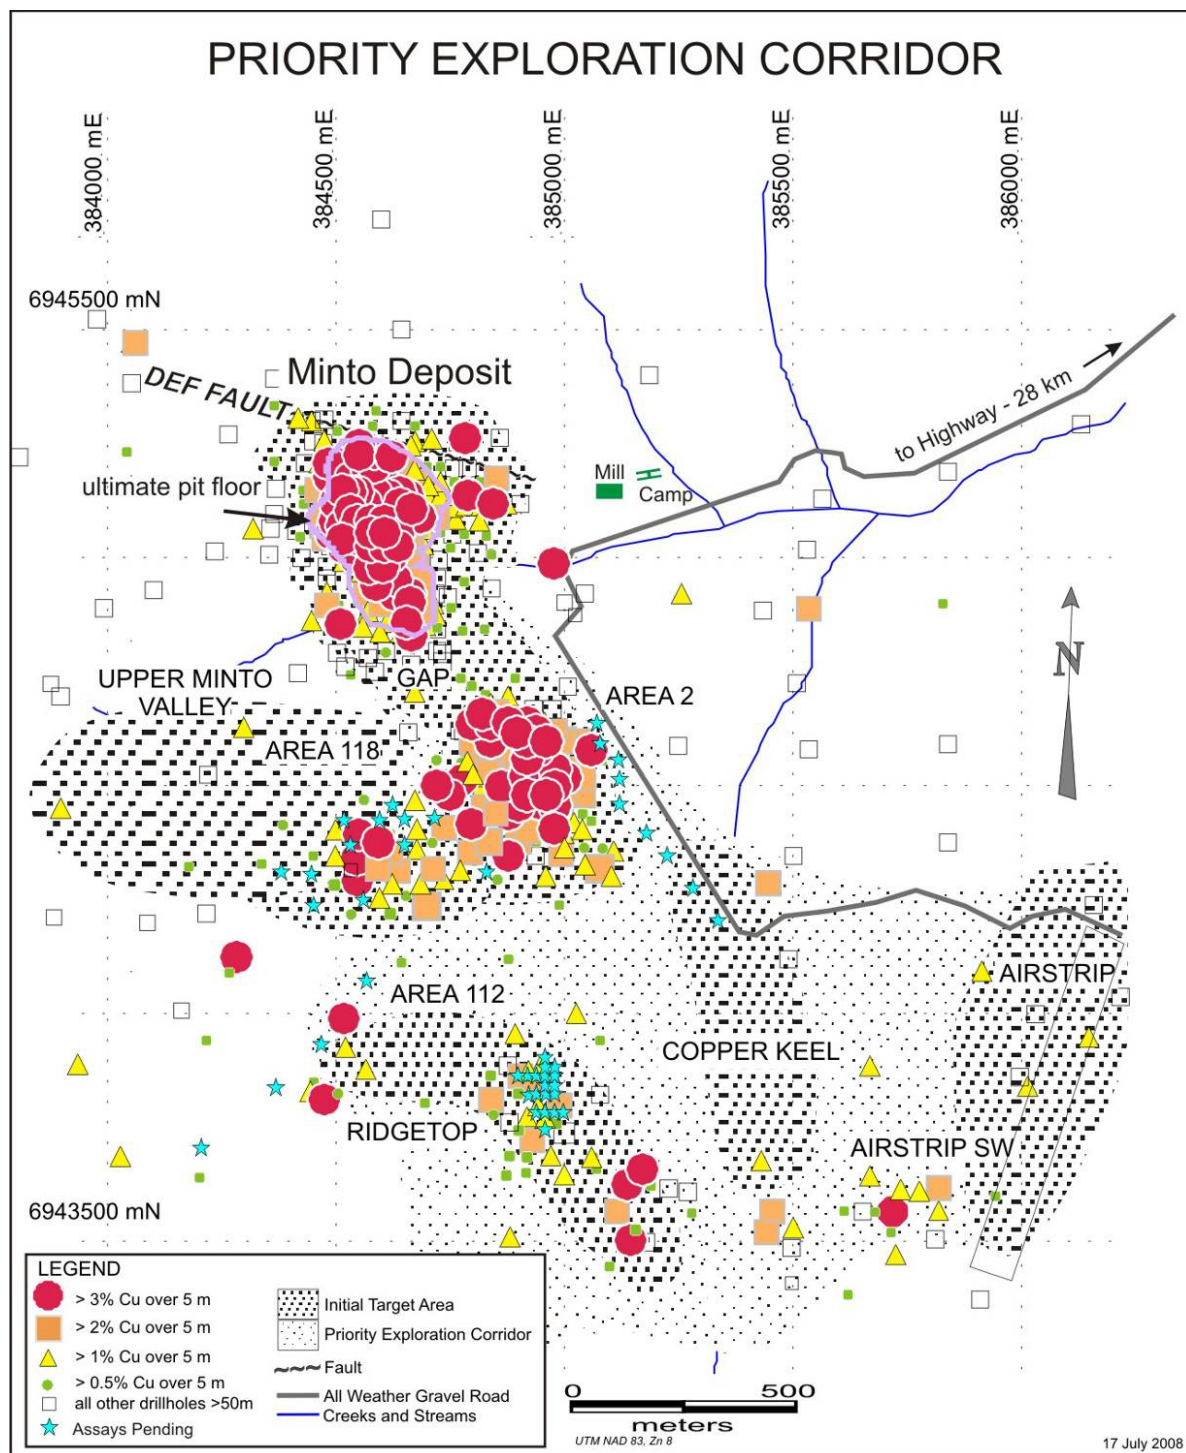 PRIORITY EXPLORATION CORRIDOR
384000 mE
384500 mE
385000 mE
385500 mE
386000 mE
6945500 mN
Minto Deposit
DEF FAULT
to Highway - 28 km
ultimate pit floor
Mill
Camp
N
UPPER MINTO
VALLEY
GAP
AREA 2
AREA 118
AREA 112
AIRSTRIP
COPPER KEEL
RIDGETOP
AIRSTRIP SW
6943500 mN
LEGEND
> 3% Cu over 5 m
> 2% Cu over 5 m
> 1% Cu over 5 m
> 0.5% Cu over 5 m
all other drillholes >50m
Assays Pending
Initial Target Area
Priority Exploration Corridor
Fault
All Weather Gravel Road
Creeks and Streams
0 500
meters
UTM NAD 83, Zn 8
17 July 2008